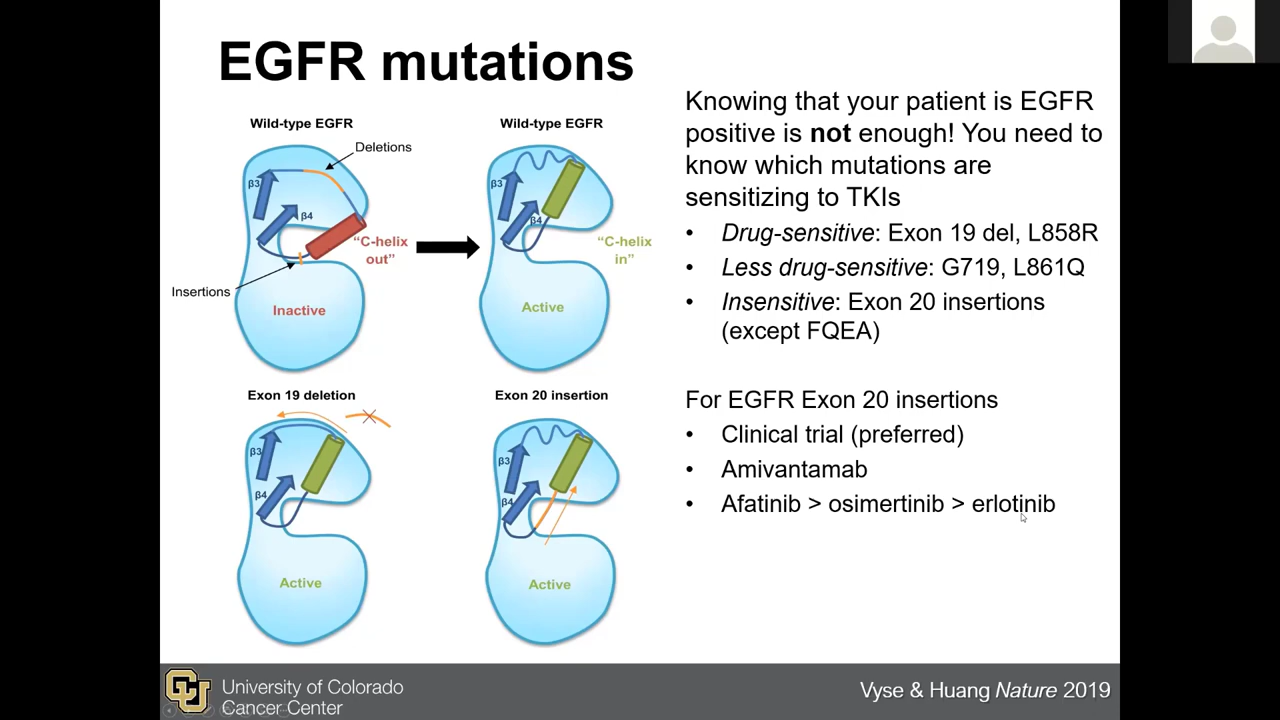 EGFR mutations
Wild-type EGFR
Deletions
β3
β4
"C-helix
out"
Insertions
Inactive
Wild-type EGFR
β3
β4
"C-helix
in"
Active
Exon 19 deletion
β3
β4
Active
Exon 20 insertion
β3
β4
Active
Knowing that your patient is EGFR
positive is not enough! You need to
know which mutations are
sensitizing to TKIs
• Drug-sensitive: Exon 19 del, L858R
• Less drug-sensitive: G719, L861Q
• Insensitive: Exon 20 insertions
(except FQEA)
For EGFR Exon 20 insertions
• Clinical trial (preferred)
• Amivantamab
• Afatinib > osimertinib > erlotinib
CU
University of Colorado
Cancer Center
Vyse & Huang Nature 2019